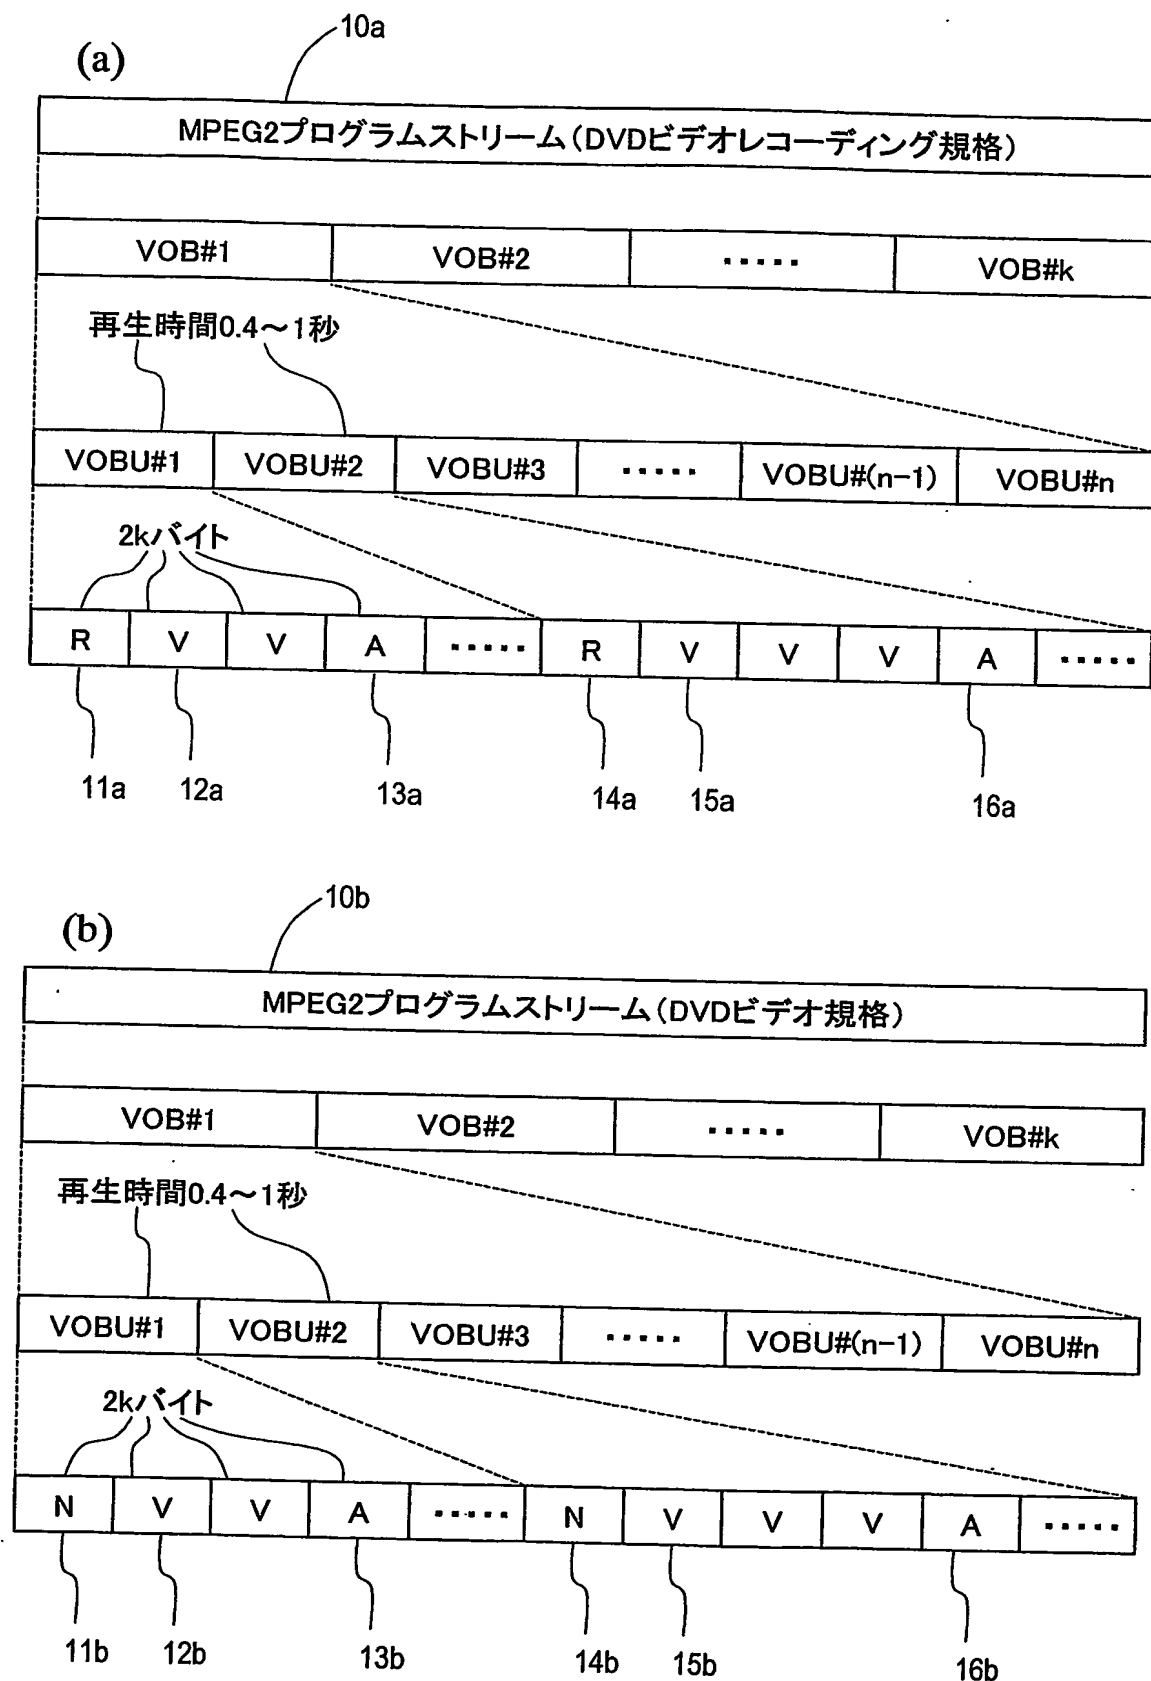 10a
(a)
MPEG2プログラムストリーム(DVDビデオレコーディング規格)
VOB#1 VOB#2 ・・・・・ VOB#k
再生時間0.4～1秒
VOBU#1 VOBU#2 VOBU#3 ・・・・・ VOBU#(n-1) VOBU#n
2kバイト
R V V A ・・・・・ R V V V A ・・・・・
11a 12a 13a 14a 15a 16a
10b
(b)
MPEG2プログラムストリーム(DVDビデオ規格)
VOB#1 VOB#2 ・・・・・ VOB#k
再生時間0.4～1秒
VOBU#1 VOBU#2 VOBU#3 ・・・・・ VOBU#(n-1) VOBU#n
2kバイト
N V V A ・・・・・ N V V V A ・・・・・
11b 12b 13b 14b 15b 16b